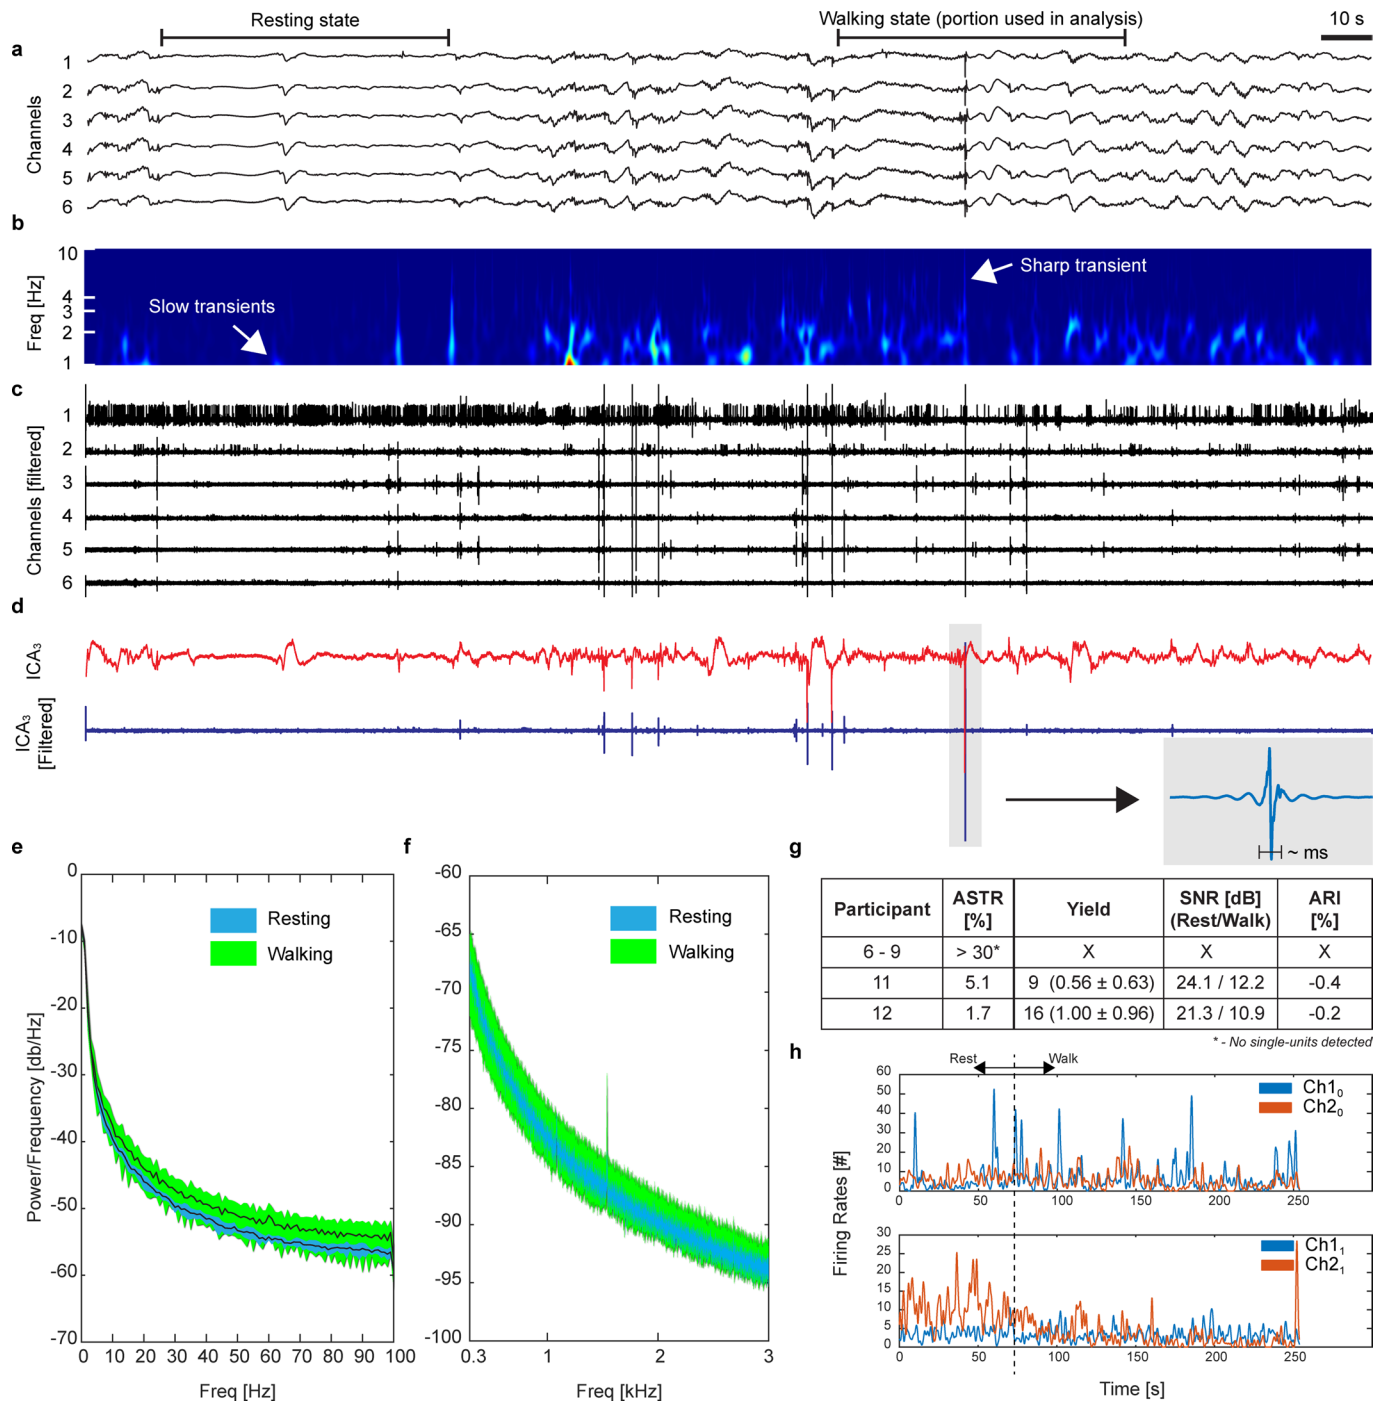 Resting state
Walking state (portion used in analysis)
10 s
a
Channels
1
2
3
4
5
6
b
Freq [Hz]
10
4
3
2
1
Slow transients
Sharp transient
c
Channels [filtered]
1
2
3
4
5
6
d
ICA₃
ICA₃
[Filtered]
~ ms
e
Power/Frequency [db/Hz]
0
-10
-20
-30
-40
-50
-60
-70
Resting
Walking
0 10 20 30 40 50 60 70 80 90 100
Freq [Hz]
f
-60
-65
-70
-75
-80
-85
-90
-95
-100
Resting
Walking
0.3 1 2 3
Freq [kHz]
g
Participant ASTR [%] Yield SNR [dB] (Rest/Walk) ARI [%]
6 - 9 > 30* X X X
11 5.1 9 (0.56 ± 0.63) 24.1 / 12.2 -0.4
12 1.7 16 (1.00 ± 0.96) 21.3 / 10.9 -0.2
* - No single-units detected
h
Rest Walk
Firing Rates [#]
60
50
40
30
20
10
0
Ch1₀
Ch2₀
0 50 100 150 200 250
30
25
20
15
10
5
0
Ch1₁
Ch2₁
0 50 100 150 200 250
Time [s]